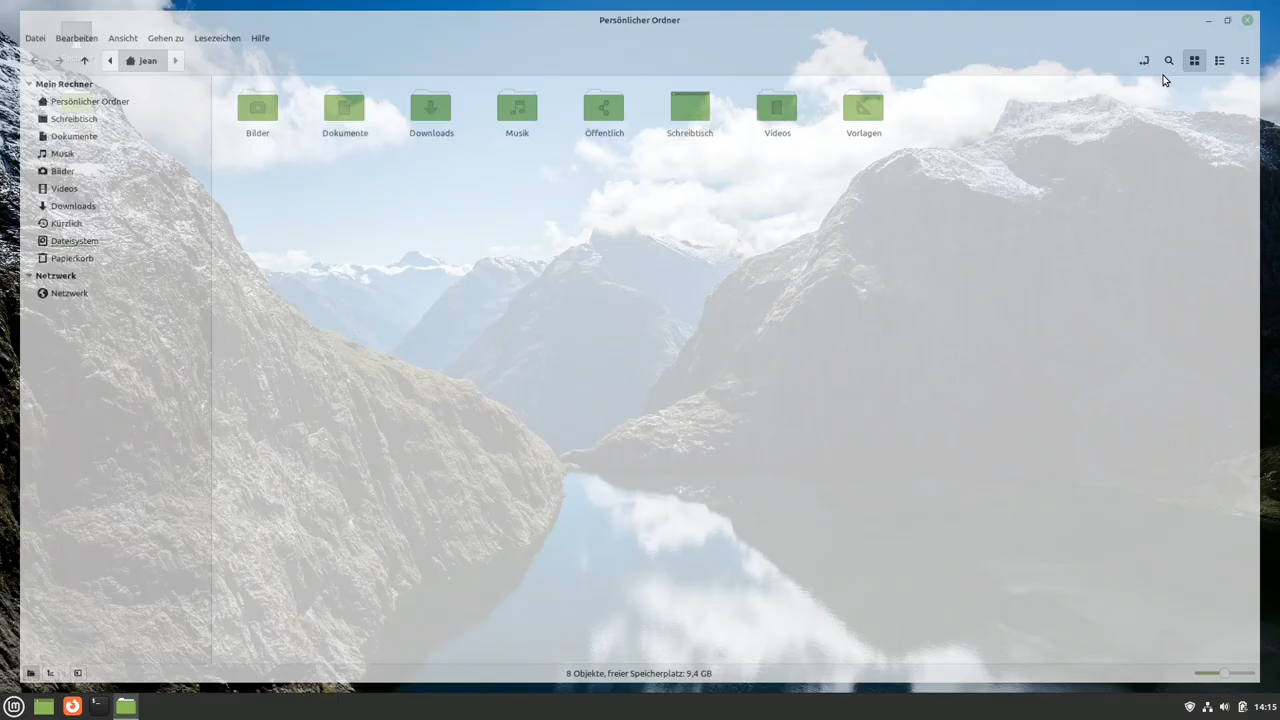 Persönlicher Ordner
Datei Bearbeiten Ansicht Gehen zu Lesezeichen Hilfe
jean
Mein Rechner
Persönlicher Ordner
Schreibtisch
Dokumente
Musik
Bilder
Videos
Downloads
Kürzlich
Dateisystem
Papierkorb
Netzwerk
Netzwerk
Bilder Dokumente Downloads Musik Öffentlich Schreibtisch Videos Vorlagen
8 Objekte, freier Speicherplatz: 9,4 GB
14:15